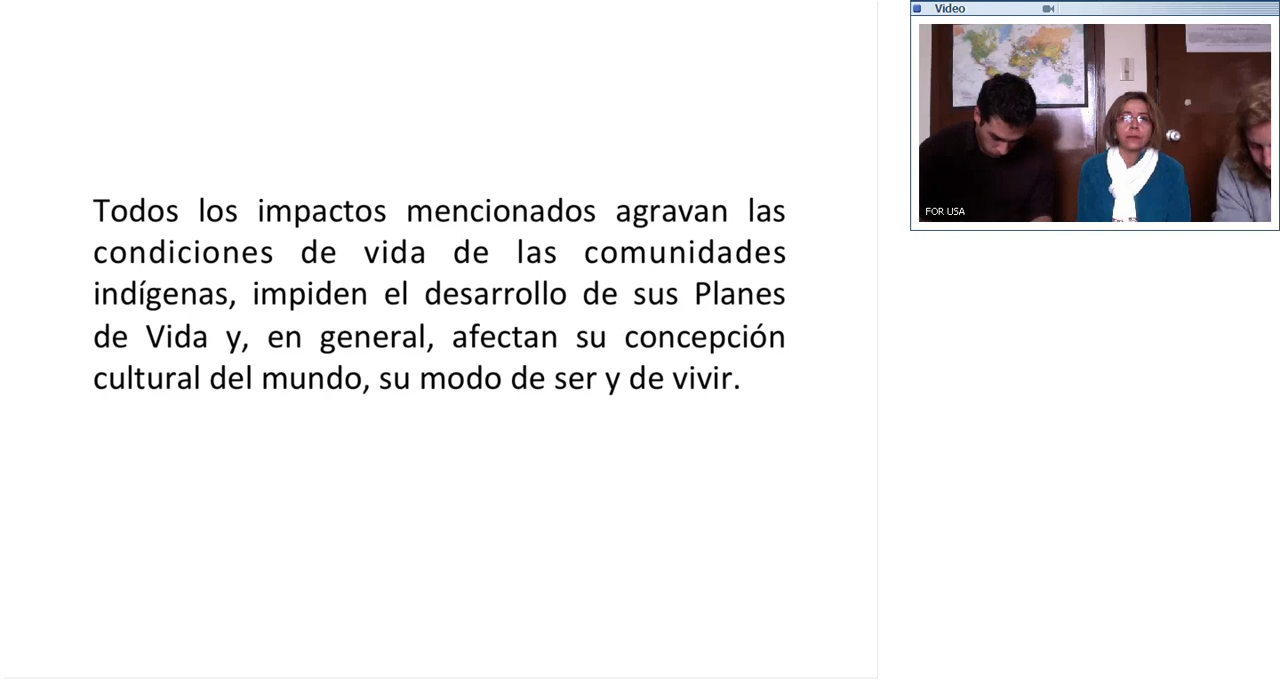 Video
FOR USA
Todos los impactos mencionados agravan las
condiciones de vida de las comunidades
indígenas, impiden el desarrollo de sus Planes
de Vida y, en general, afectan su concepción
cultural del mundo, su modo de ser y de vivir.